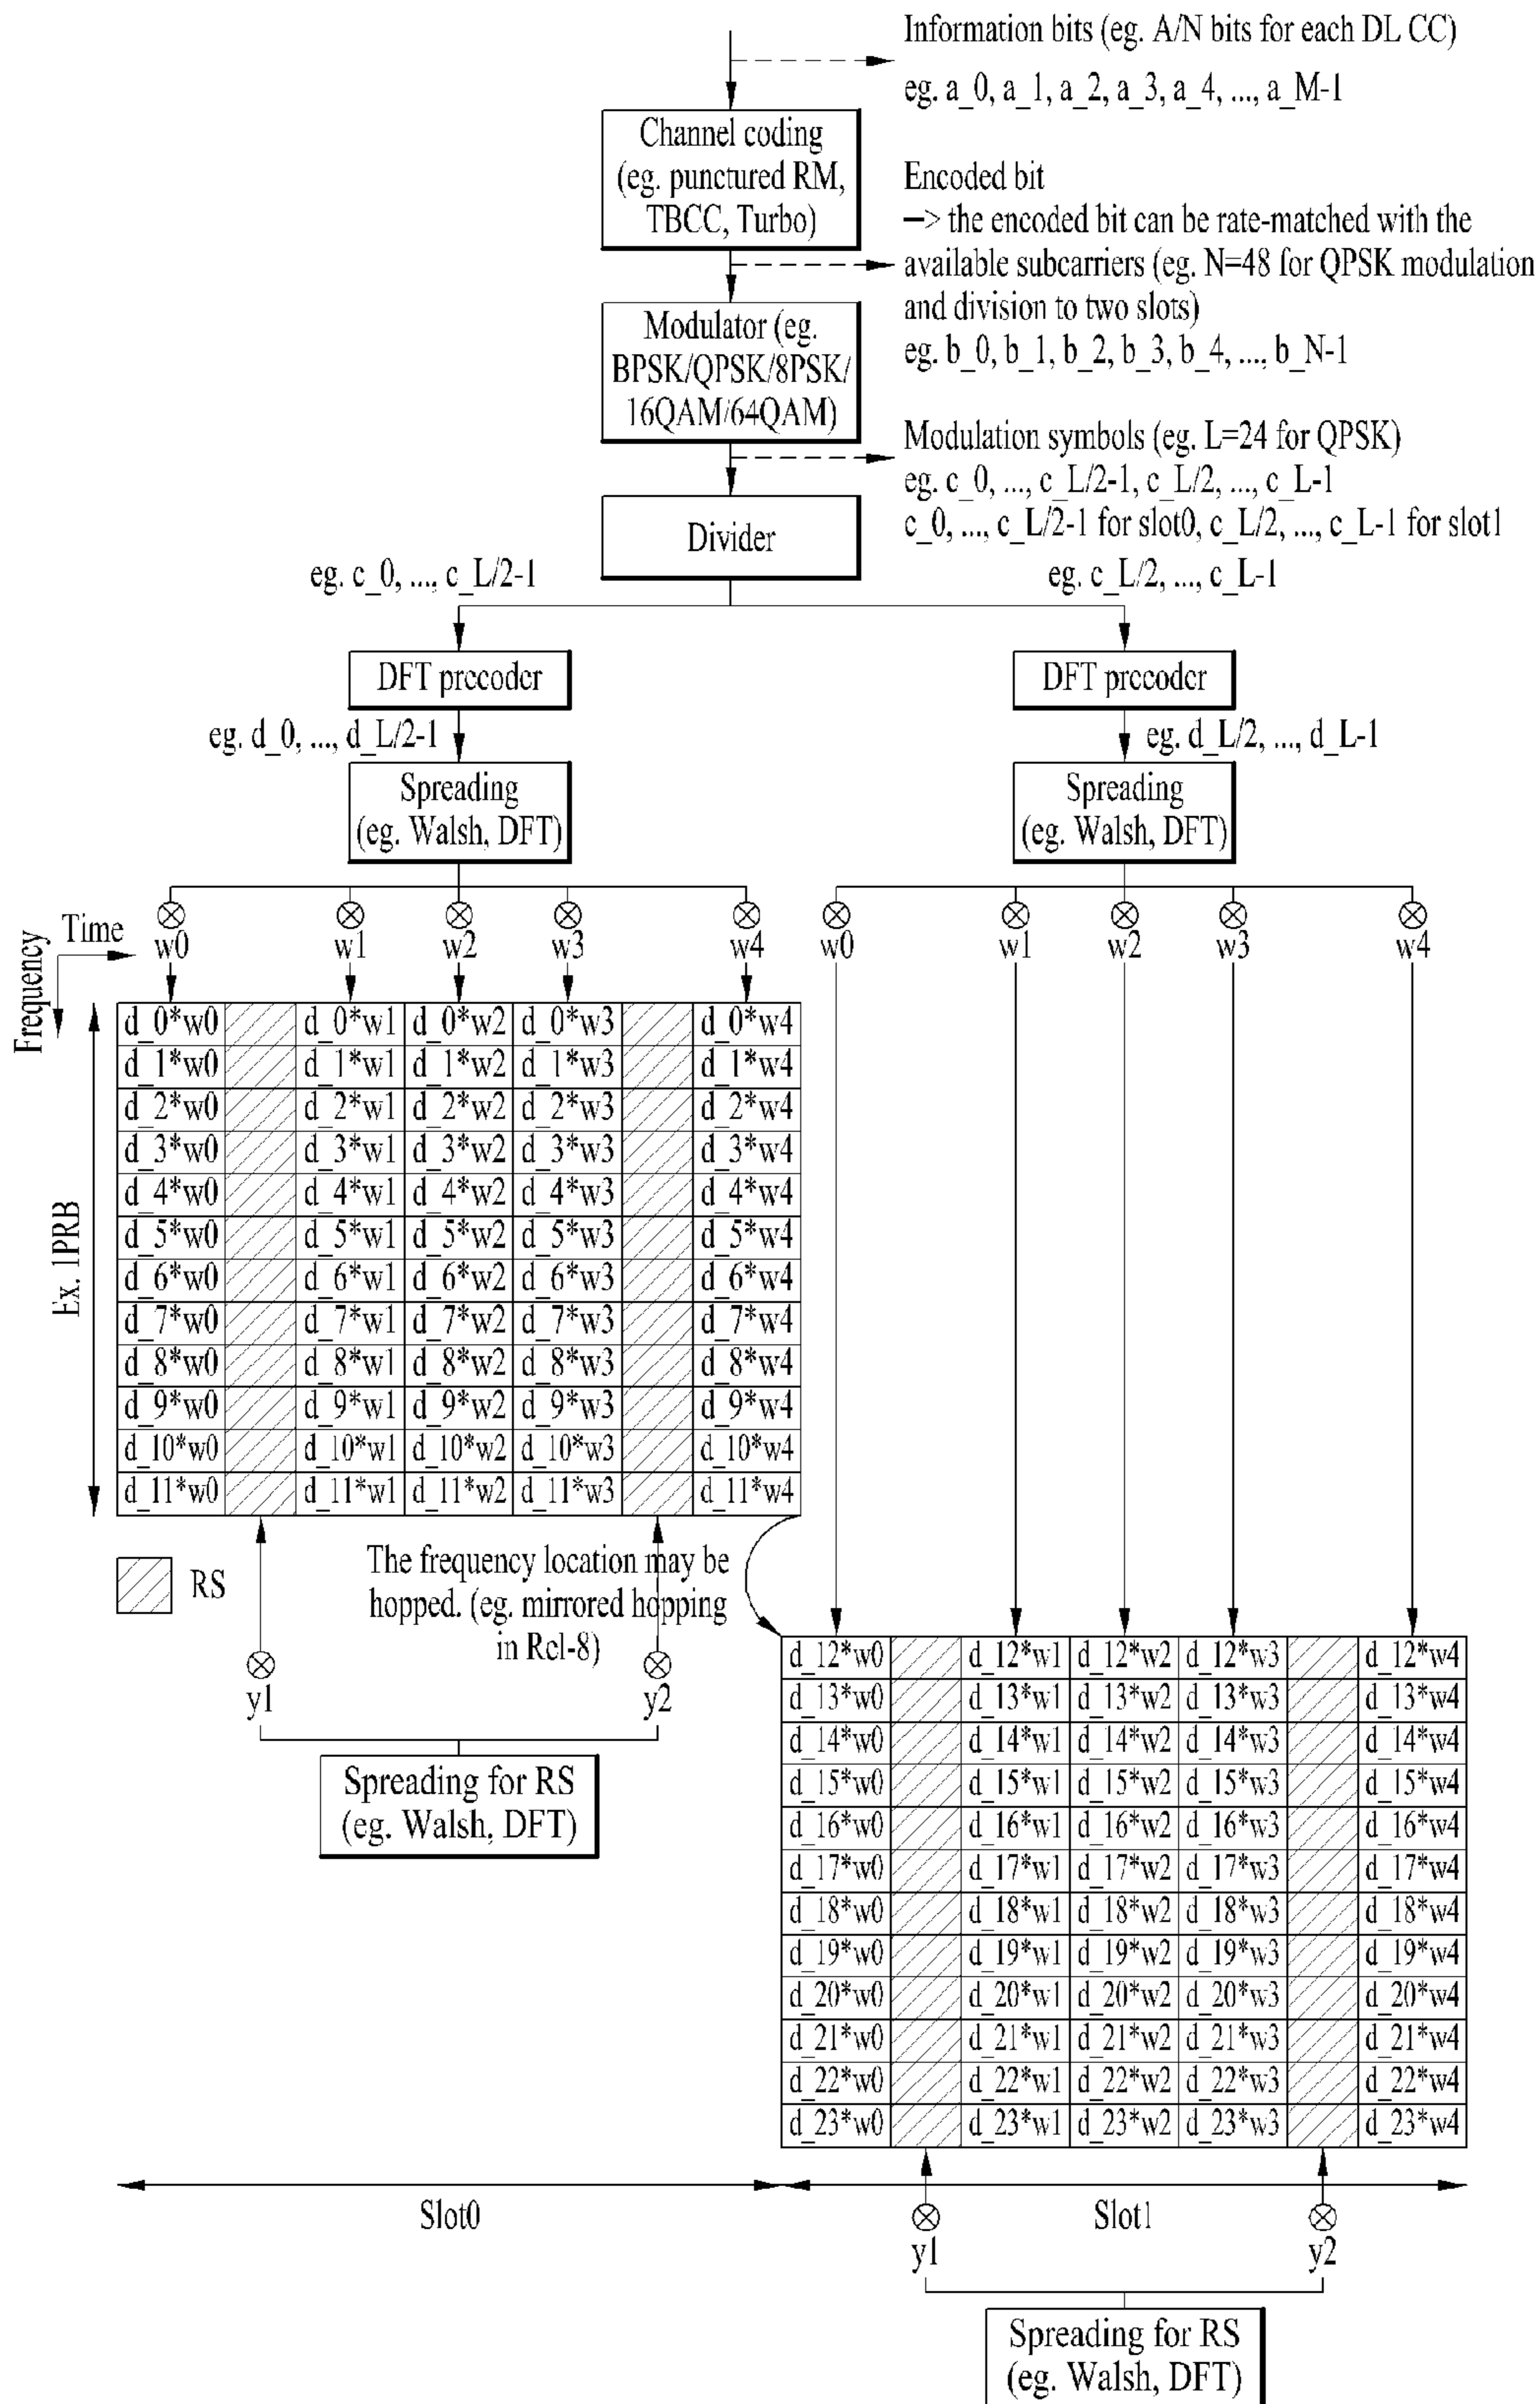 Information bits (eg. A/N bits for each DL CC)
eg. a_0, a_1, a_2, a_3, a_4, ..., a_M-1
Channel coding
(eg. punctured RM,
TBCC, Turbo)
Encoded bit
—> the encoded bit can be rate-matched with the
available subcarriers (eg. N=48 for QPSK modulation
and division to two slots)
eg. b_0, b_1, b_2, b_3, b_4, ..., b_N-1
Modulator (eg.
BPSK/QPSK/8PSK/
16QAM/64QAM)
Modulation symbols (eg. L=24 for QPSK)
eg. c_0, ..., c_L/2-1, c_L/2, ..., c_L-1
c_0, ..., c_L/2-1 for slot0, c_L/2, ..., c_L-1 for slot1
Divider
eg. c_0, ..., c_L/2-1
eg. c_L/2, ..., c_L-1
DFT precoder
DFT precoder
eg. d_0, ..., d_L/2-1
eg. d_L/2, ..., d_L-1
Spreading
(eg. Walsh, DFT)
Spreading
(eg. Walsh, DFT)
Time
Frequency
w0 w1 w2 w3 w4 w0 w1 w2 w3 w4
Ex. 1PRB
d_0*w0 d_0*w1 d_0*w2 d_0*w3 d_0*w4
d_1*w0 d_1*w1 d_1*w2 d_1*w3 d_1*w4
d_2*w0 d_2*w1 d_2*w2 d_2*w3 d_2*w4
d_3*w0 d_3*w1 d_3*w2 d_3*w3 d_3*w4
d_4*w0 d_4*w1 d_4*w2 d_4*w3 d_4*w4
d_5*w0 d_5*w1 d_5*w2 d_5*w3 d_5*w4
d_6*w0 d_6*w1 d_6*w2 d_6*w3 d_6*w4
d_7*w0 d_7*w1 d_7*w2 d_7*w3 d_7*w4
d_8*w0 d_8*w1 d_8*w2 d_8*w3 d_8*w4
d_9*w0 d_9*w1 d_9*w2 d_9*w3 d_9*w4
d_10*w0 d_10*w1 d_10*w2 d_10*w3 d_10*w4
d_11*w0 d_11*w1 d_11*w2 d_11*w3 d_11*w4
RS
The frequency location may be
hopped. (eg. mirrored hopping
in Rel-8)
y1 y2
Spreading for RS
(eg. Walsh, DFT)
d_12*w0 d_12*w1 d_12*w2 d_12*w3 d_12*w4
d_13*w0 d_13*w1 d_13*w2 d_13*w3 d_13*w4
d_14*w0 d_14*w1 d_14*w2 d_14*w3 d_14*w4
d_15*w0 d_15*w1 d_15*w2 d_15*w3 d_15*w4
d_16*w0 d_16*w1 d_16*w2 d_16*w3 d_16*w4
d_17*w0 d_17*w1 d_17*w2 d_17*w3 d_17*w4
d_18*w0 d_18*w1 d_18*w2 d_18*w3 d_18*w4
d_19*w0 d_19*w1 d_19*w2 d_19*w3 d_19*w4
d_20*w0 d_20*w1 d_20*w2 d_20*w3 d_20*w4
d_21*w0 d_21*w1 d_21*w2 d_21*w3 d_21*w4
d_22*w0 d_22*w1 d_22*w2 d_22*w3 d_22*w4
d_23*w0 d_23*w1 d_23*w2 d_23*w3 d_23*w4
Slot0
Slot1
y1 y2
Spreading for RS
(eg. Walsh, DFT)